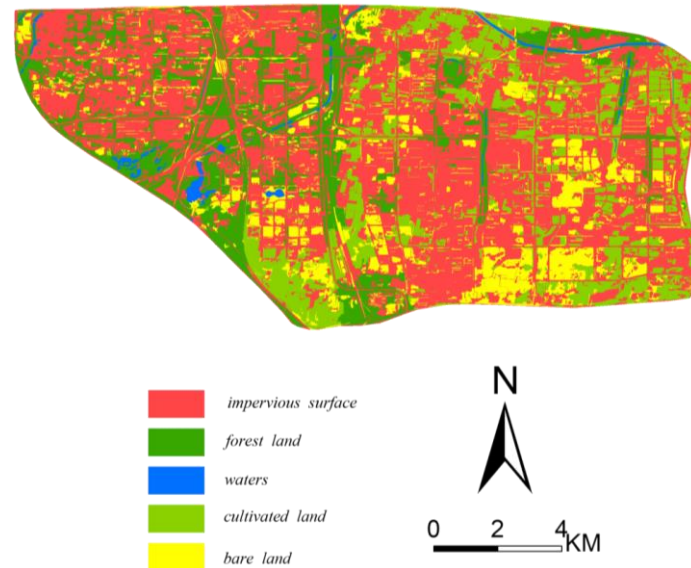 N
impervious surface
forest land
waters
cultivated land
bare land
0 2 4 KM